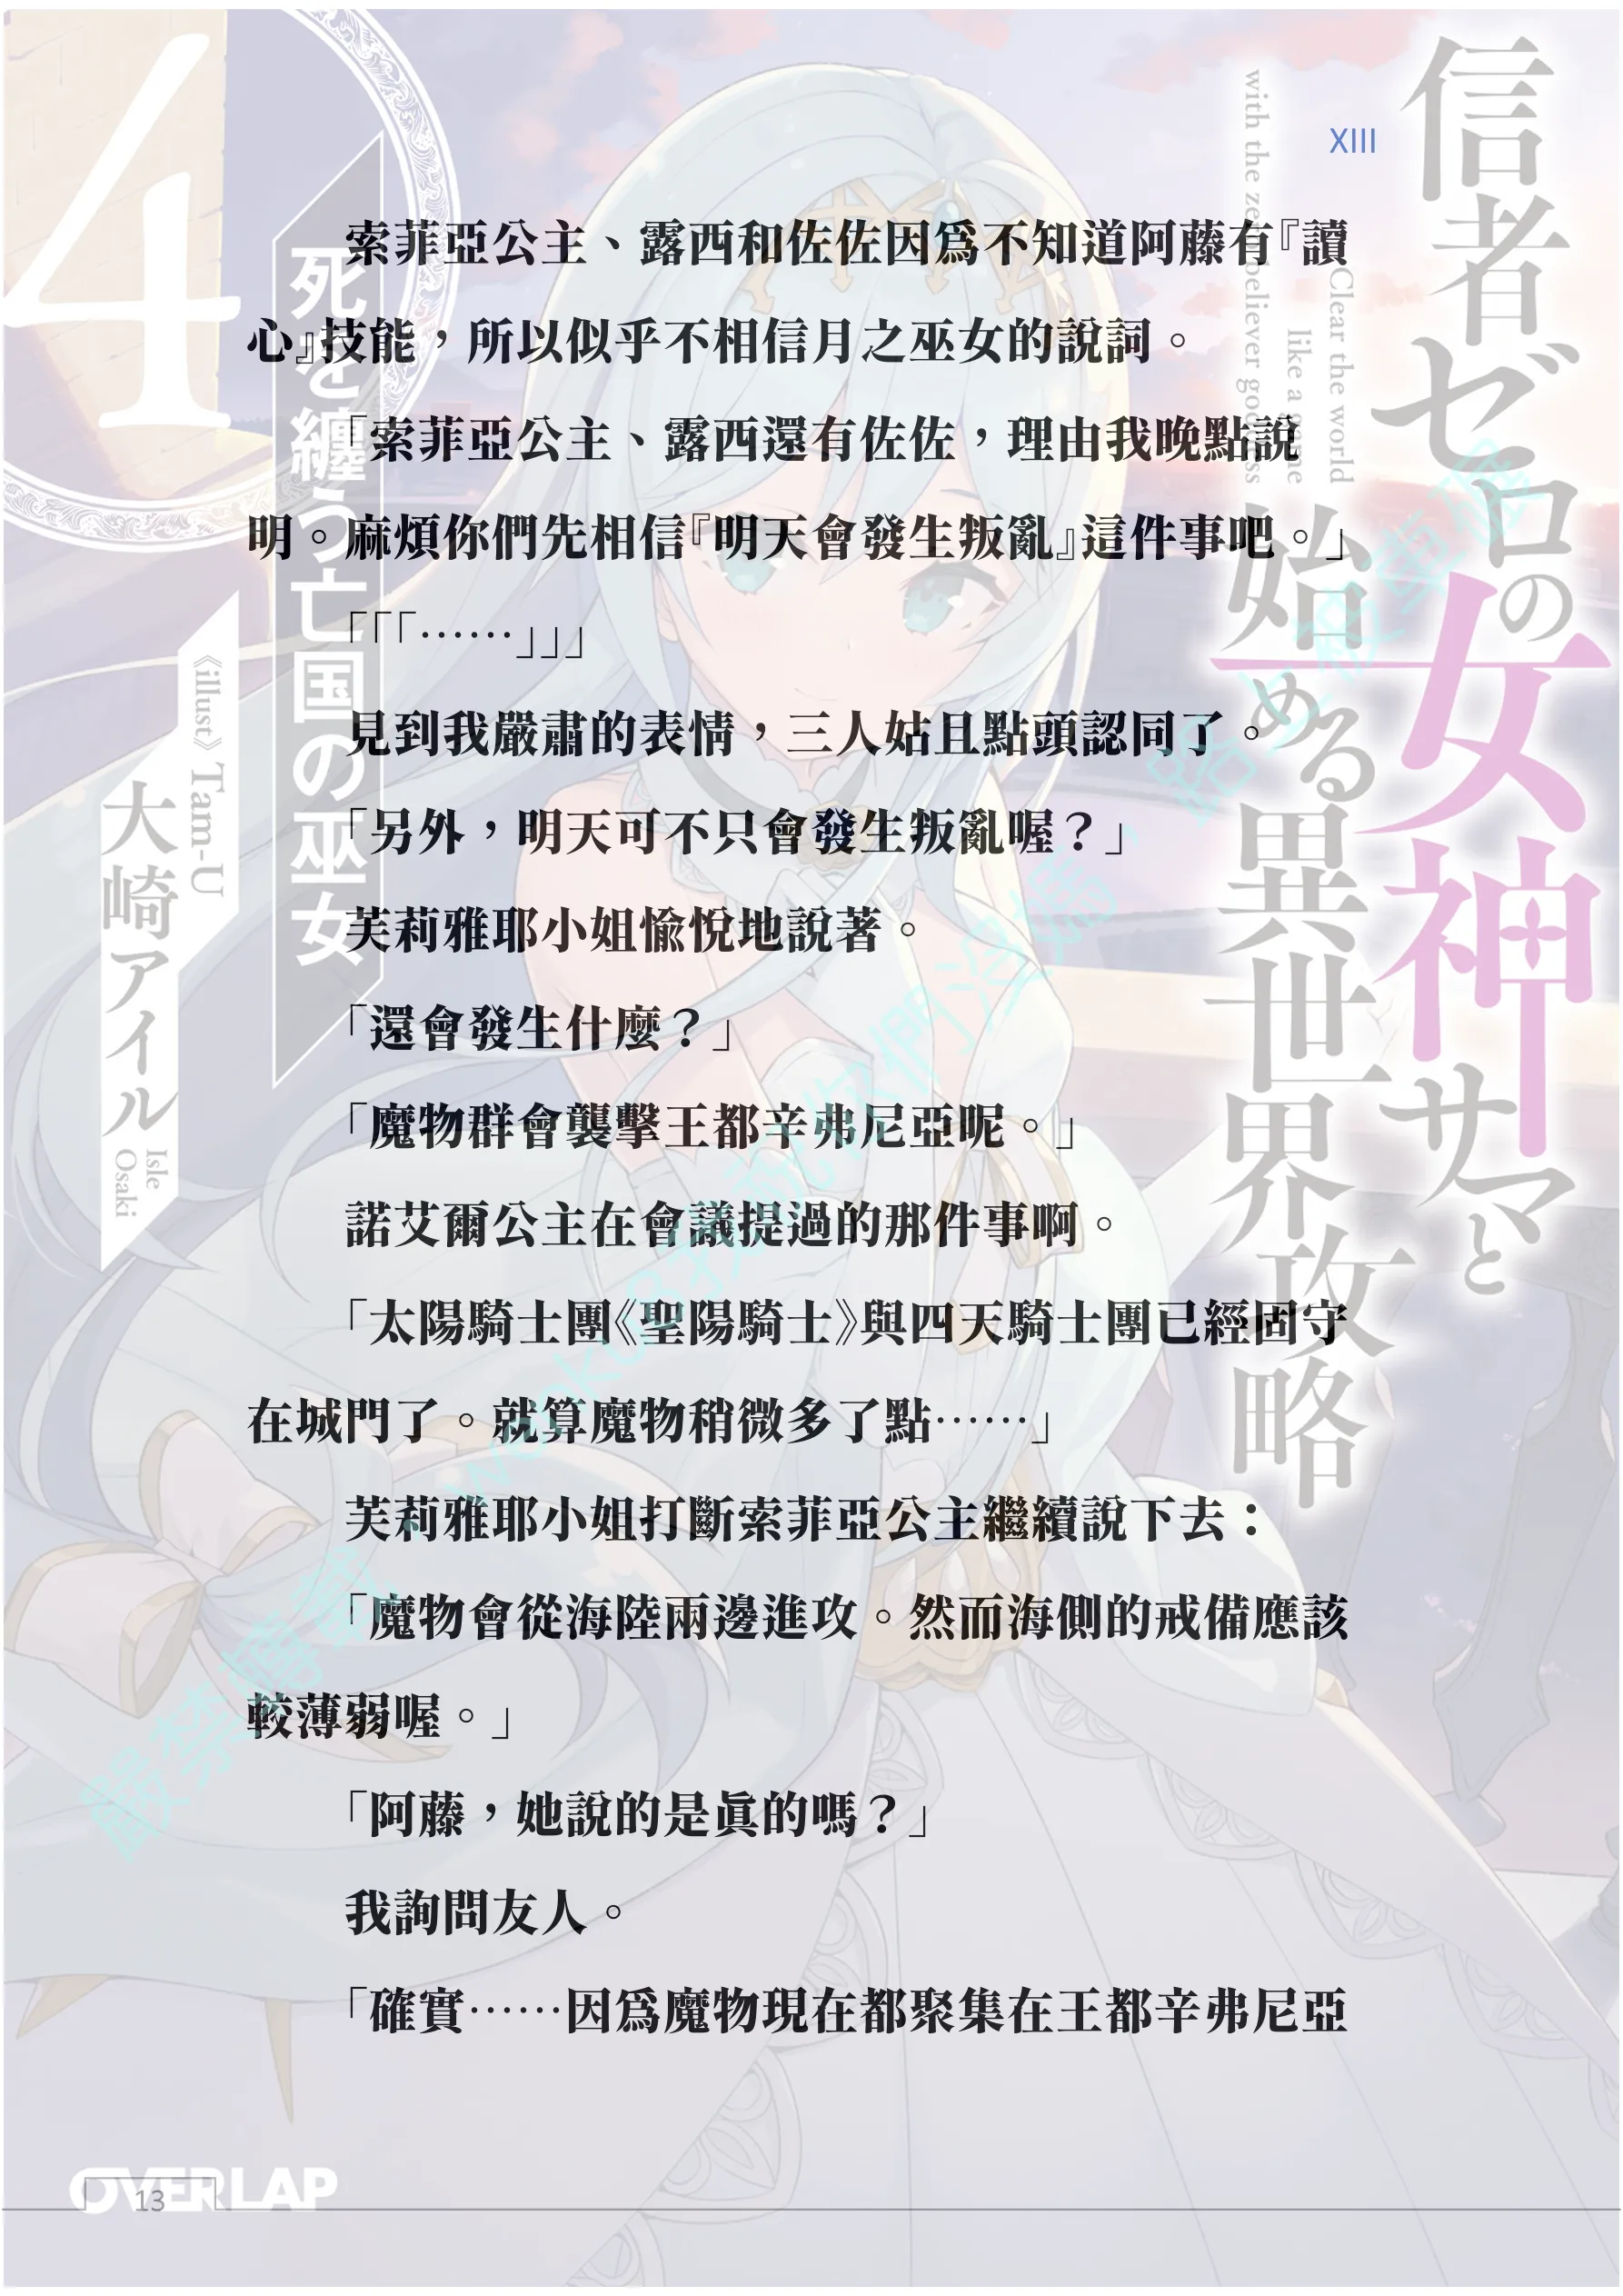 XIII
索菲亞公主、露西和佐佐因爲不知道阿藤有『讀
心』技能，所以似乎不相信月之巫女的說詞。
「索菲亞公主、露西還有佐佐，理由我晚點說
明。麻煩你們先相信『明天會發生叛亂』這件事吧。」
「「「……」」」
見到我嚴肅的表情，三人姑且點頭認同了。
「另外，明天可不只會發生叛亂喔？」
芙莉雅耶小姐愉悅地說著。
「還會發生什麼？」
「魔物群會襲擊王都辛弗尼亞呢。」
諾艾爾公主在會議提過的那件事啊。
「太陽騎士團《聖陽騎士》與四天騎士團已經固守
在城門了。就算魔物稍微多了點……」
芙莉雅耶小姐打斷索菲亞公主繼續說下去：
「魔物會從海陸兩邊進攻。然而海側的戒備應該
較薄弱喔。」
「阿藤，她說的是眞的嗎？」
我詢問友人。
「確實……因爲魔物現在都聚集在王都辛弗尼亞
13
信者ゼロの女神サマと
始める異世界攻略
Clear the world
like a game
with the zero believer goddess
4
死を纏う亡国の巫女
《illust》Tam-U
大崎アイル
Isle
Osaki
OVERLAP